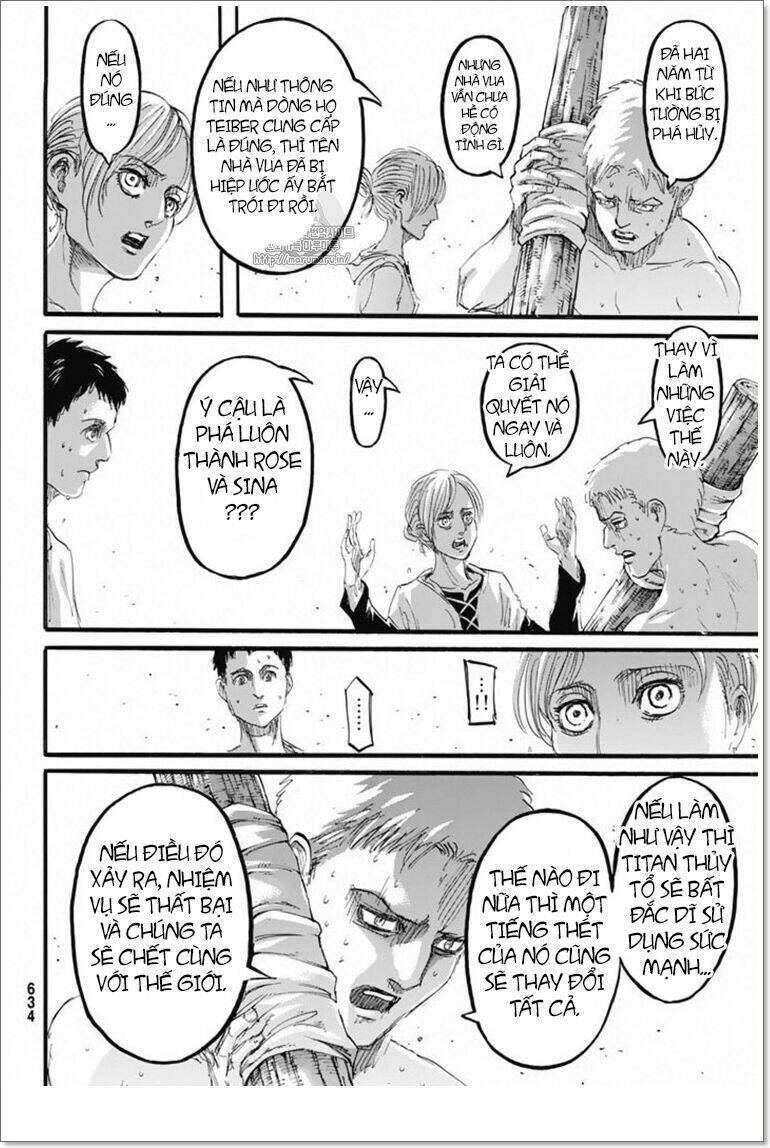 ĐÃ HAI
NĂM TỪ
KHI BỨC
TƯỜNG BỊ
PHÁ HỦY.
NHƯNG
NHÀ VUA
VẪN CHƯA
HỀ CÓ
ĐỘNG
TĨNH GÌ.
NẾU NHƯ THÔNG
TIN MÀ DÒNG HỌ
TEIBER CUNG CẤP
LÀ ĐÚNG, THÌ TÊN
NHÀ VUA ĐÃ BỊ
HIỆP ƯỚC ẤY BẮT
TRÓI ĐI RỒI.
http://marumaru.in/
NẾU
NÓ
ĐÚNG
...
THAY VÌ
LÀM
NHỮNG
VIỆC
THẾ
NÀY.
TA CÓ THỂ
GIẢI
QUYẾT NÓ
NGAY VÀ
LUÔN.
VẬY
...
Ý CẬU LÀ
PHÁ LUÔN
THÀNH ROSE
VÀ SINA
???
...!!
......
NẾU LÀM
NHƯ VẬY THÌ
TITAN THỦY
TỔ SẼ BẤT
ĐẮC DĨ SỬ
DỤNG SỨC
MẠNH...
THẾ NÀO ĐI
NỮA THÌ MỘT
TIẾNG THÉT
CỦA NÓ CŨNG
SẼ THAY ĐỔI
TẤT CẢ.
NẾU ĐIỀU ĐÓ
XẢY RA, NHIỆM
VỤ SẼ THẤT BẠI
VÀ CHÚNG TA
SẼ CHẾT CÙNG
VỚI THẾ GIỚI.
634